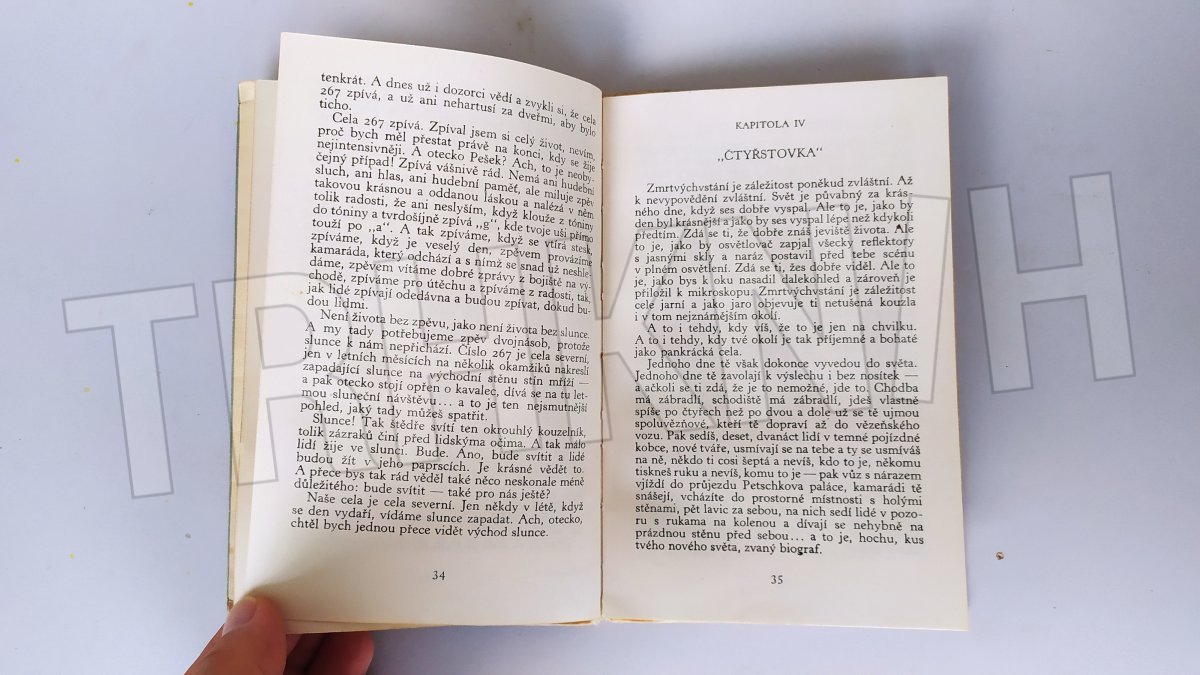 tenkrát. A dnes už i dozorci vědí a zvykli si, že cela
267 zpívá, a už ani nehartusí za dveřmi, aby bylo
ticho.
Cela 267 zpívá. Zpíval jsem si celý život, nevím,
proč bych měl přestat právě na konci, kdy se žije
nejintensivněji. A otecko Pešek? Ach, to je neoby-
čejný případ! Zpívá vášnivě rád. Nemá ani hudební
sluch, ani hlas, ani hudební paměť, ale miluje zpěv
takovou krásnou a oddanou láskou a nalézá v něm
tolik radosti, že ani neslyším, když klouže z tóniny
do tóniny a tvrdošíjně zpívá „g“, kde tvoje uši přímo
touží po „a“. A tak zpíváme, když se vtírá stesk,
zpíváme, když je veselý den, zpěvem provázíme
kamaráda, který odchází a s nímž se snad už neshle-
dáme, zpěvem vítáme dobré zprávy z bojiště na vý-
chodě, zpíváme pro útěchu a zpíváme z radosti, tak,
jak lidé zpívají odedávna a budou zpívat, dokud bu-
dou lidmi.
Není života bez zpěvu, jako není života bez slunce.
A my tady potřebujeme zpěv dvojnásob, protože
slunce k nám nepřichází. Číslo 267 je cela severní,
jen v letních měsících na několik okamžiků nakreslí
zapadající slunce na východní stěnu stín mříží —
a pak otecko stojí opřen o kavalec, dívá se na tu let-
mou sluneční návštěvu... a to je ten nejsmutnější
pohled, jaký tady můžeš spatřit.
Slunce! Tak štědře svítí ten okrouhlý kouzelník,
tolik zázraků činí před lidskýma očima. A tak málo
lidí žije ve slunci. Bude. Ano, bude svítit a lidé
budou žít v jeho paprscích. Je krásné vědět to.
A přece bys tak rád věděl také něco neskonale méně
důležitého: bude svítit — také pro nás ještě?
Naše cela je cela severní. Jen někdy v létě, když
se den vydaří, vídáme slunce zapadat. Ach, otecko,
chtěl bych jednou přece vidět východ slunce.
34
KAPITOLA IV
„ČTYŘSTOVKA“
Zmrtvýchvstání je záležitost poněkud zvláštní. Až
k nevypovědění zvláštní. Svět je půvabný za krás-
ného dne, když ses dobře vyspal. Ale to je, jako by
den byl krásnější a jako by ses vyspal lépe než kdykoli
předtím. Zdá se ti, že dobře znáš jeviště života. Ale
to je, jako by osvětlovač zapjal všecky reflektory
s jasnými skly a naráz postavil před tebe scénu
v plném osvětlení. Zdá se ti, žes dobře viděl. Ale to
je, jako bys k oku nasadil dalekohled a zároveň je
přiložil k mikroskopu. Zmrtvýchvstání je záležitost
cele jarní a jako jaro objevuje ti netušená kouzla
i v tom nejznámějším okolí.
A to i tehdy, kdy víš, že to je jen na chvilku.
A to i tehdy, kdy tvé okolí je tak příjemné a bohaté
jako pankrácká cela.
Jednoho dne tě však dokonce vyvedou do světa.
Jednoho dne tě zavolají k výslechu i bez nosítek —
a ačkoli se ti zdá, že je to nemožné, jde to. Chodba
má zábradlí, schodiště má zábradlí, jdeš vlastně
spíše po čtyřech než po dvou a dole už se tě ujmou
spoluvězňové, kteří tě dopraví až do vězeňského
vozu. Pak sedíš, deset, dvanáct lidí v temné pojízdné
kobce, nové tváře, usmívají se na tebe a ty se usmíváš
na ně, někdo ti cosi šeptá a nevíš, kdo to je, někomu
tiskneš ruku a nevíš, komu to je — pak vůz s nárazem
vjíždí do průjezdu Petschkova paláce, kamarádi tě
snášejí, vcházíte do prostorné místnosti s holými
stěnami, pět lavic za sebou, na nich sedí lidé v pozo-
ru s rukama na kolenou a dívají se nehybně na
prázdnou stěnu před sebou... a to je, hochu, kus
tvého nového světa, zvaný biograf.
35
TRHKNIH